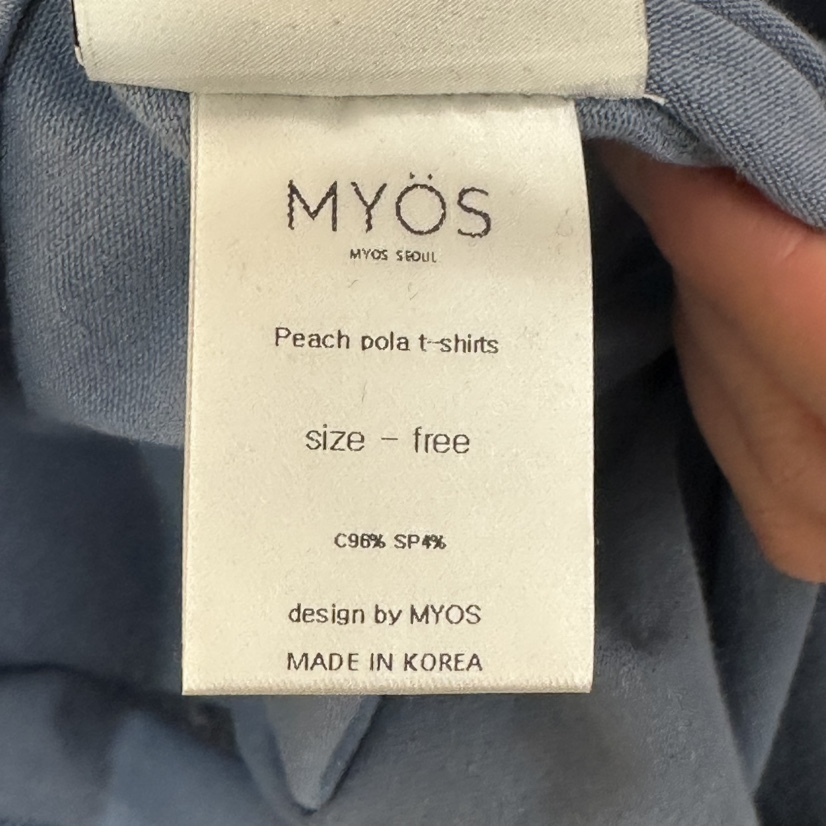 MYÖS
MYOS SEOUL
Peach pola t-shirts
size - free
C96% SP4%
design by MYOS
MADE IN KOREA